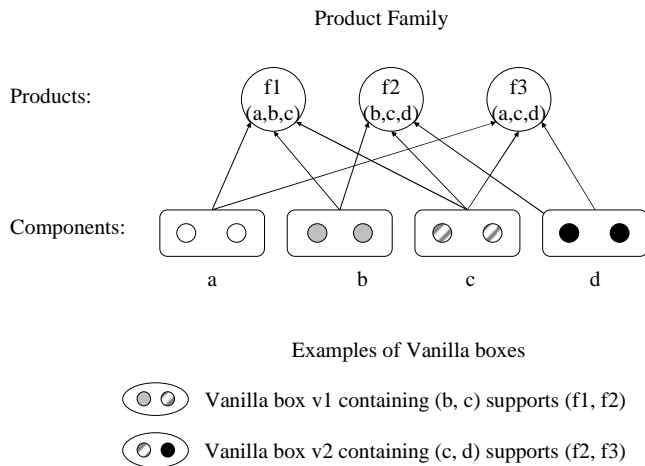 Product Family
Products:
f1
(a,b,c)
f2
(b,c,d)
f3
(a,c,d)
Components:
a
b
c
d
Examples of Vanilla boxes
Vanilla box v1 containing (b, c) supports (f1, f2)
Vanilla box v2 containing (c, d) supports (f2, f3)